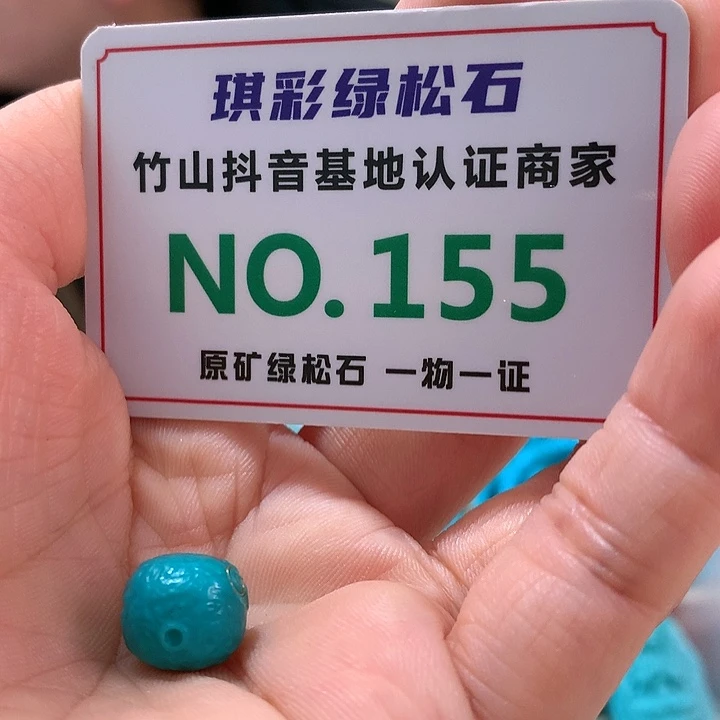 琪彩绿松石
竹山抖音基地认证商家
NO.155
原矿绿松石 一物一证